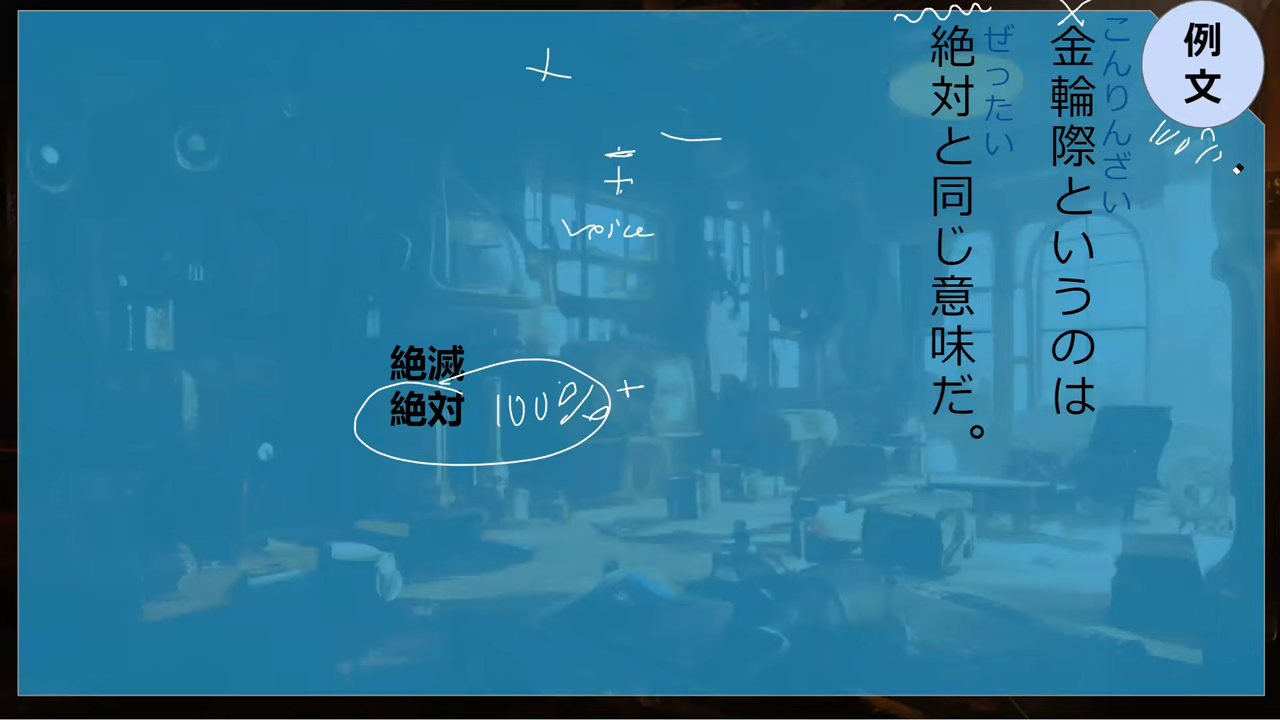 例文
こんりんざい
金輪際というのは
ぜったい
絶対と同じ意味だ。
voice
絶滅
絶対 100%